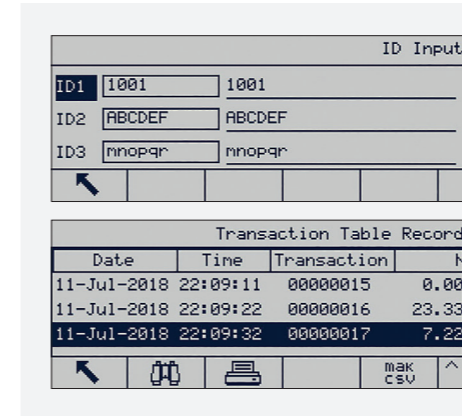 ID Input
ID1 1001 1001
ID2 ABCDEF ABCDEF
ID3 mnopqr mnopqr
Transaction Table Record
Date Time Transaction N
11-Jul-2018 22:09:11 00000015 0.00
11-Jul-2018 22:09:22 00000016 23.33
11-Jul-2018 22:09:32 00000017 7.22
мак
csv